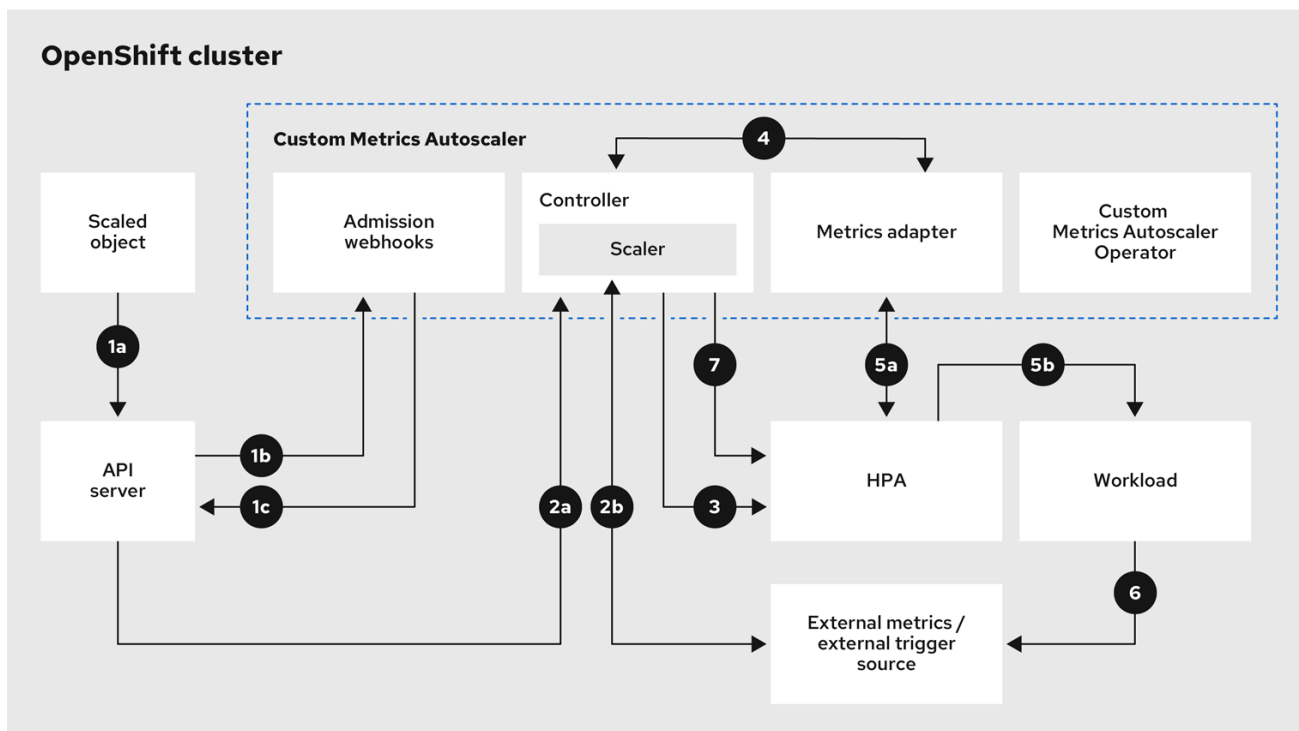 OpenShift cluster
Custom Metrics Autoscaler
4
Scaled
object
Admission
webhooks
Controller
Scaler
Metrics adapter
Custom
Metrics Autoscaler
Operator
1a
7
5a
5b
API
server
1b
1c
2a
2b
3
HPA
Workload
6
External metrics /
external trigger
source